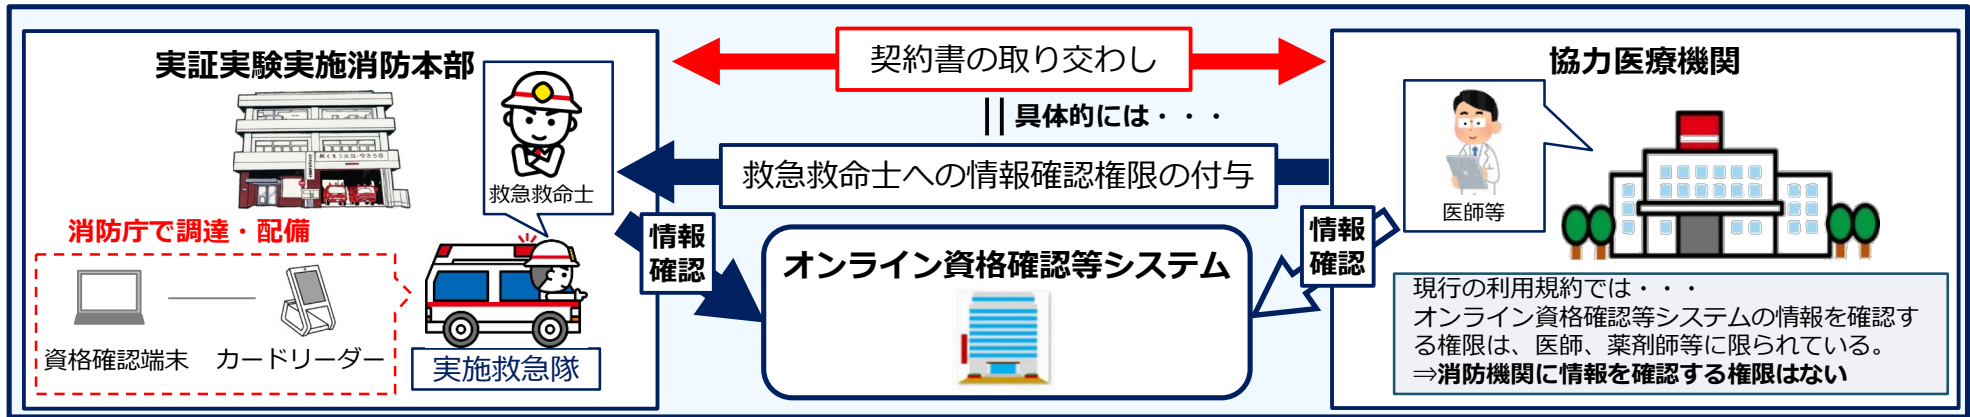 実証実験実施消防本部
救急救命士
消防庁で調達・配備
資格確認端末
カードリーダー
実施救急隊
契約書の取り交わし
具体的には・・・
救急救命士への情報確認権限の付与
情報
確認
オンライン資格確認等システム
情報
確認
協力医療機関
医師等
現行の利用規約では・・・
オンライン資格確認等システムの情報を確認す
る権限は、医師、薬剤師等に限られている。
⇒消防機関に情報を確認する権限はない